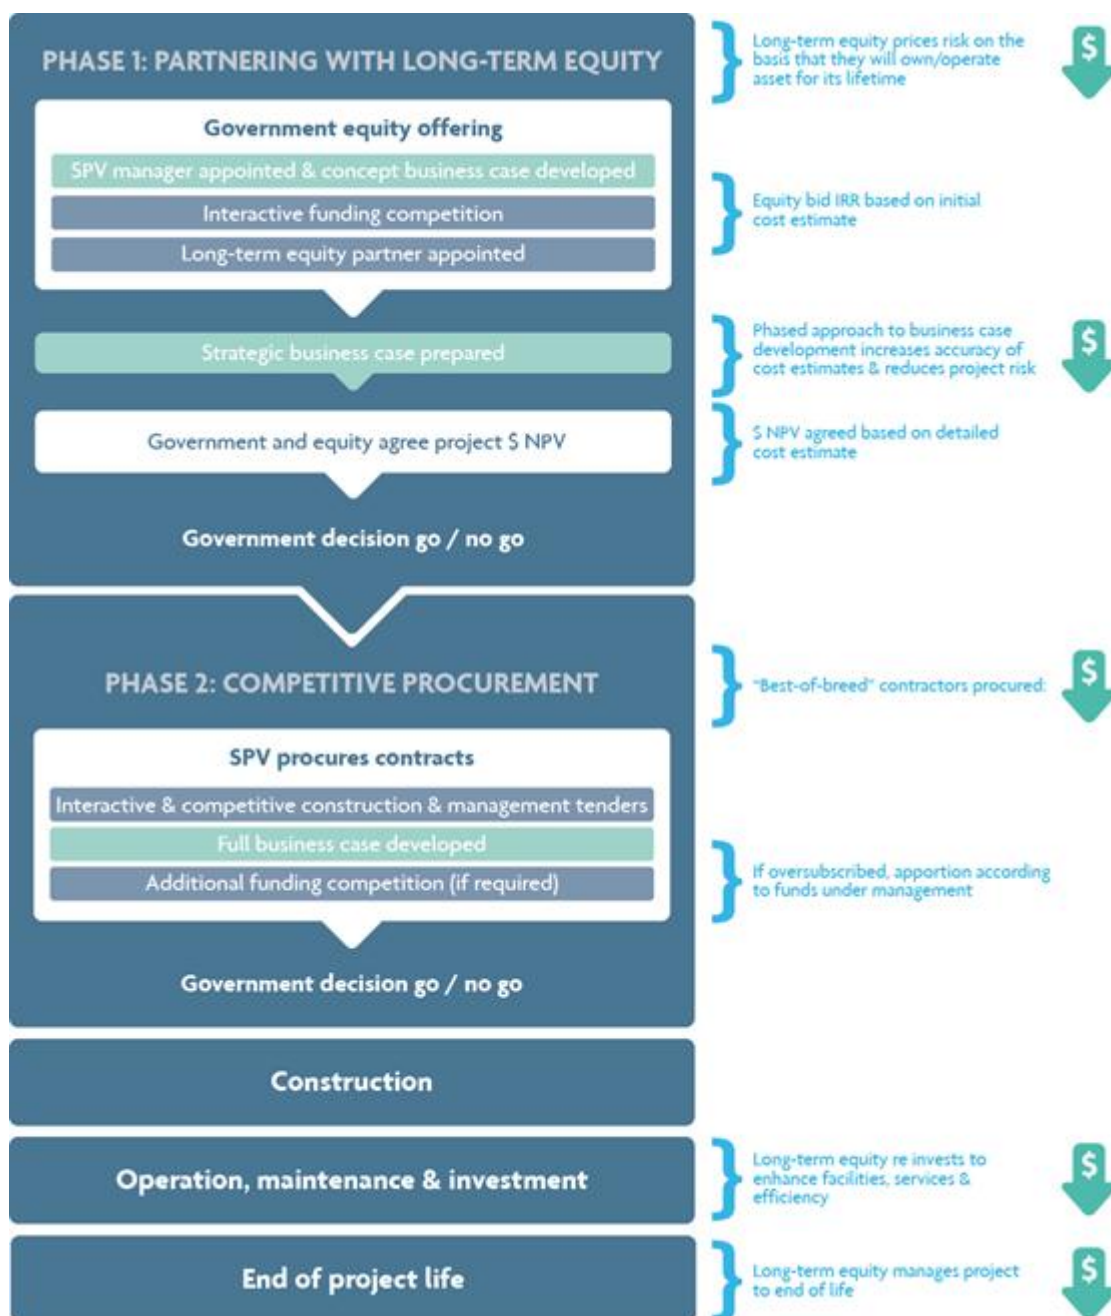 PHASE 1: PARTNERING WITH LONG-TERM EQUITY
Long-term equity prices risk on the
basis that they will own/operate
asset for its lifetime
$
Government equity offering
SPV manager appointed & concept business case developed
Interactive funding competition
Long-term equity partner appointed
Equity bid IRR based on initial
cost estimate
Strategic business case prepared
Phased approach to business case
development increases accuracy of
cost estimates & reduces project risk
$
Government and equity agree project $ NPV
$ NPV agreed based on detailed
cost estimate
Government decision go / no go
PHASE 2: COMPETITIVE PROCUREMENT
"Best-of-breed" contractors procured:
$
SPV procures contracts
Interactive & competitive construction & management tenders
Full business case developed
Additional funding competition (if required)
If oversubscribed, apportion according
to funds under management
Government decision go / no go
Construction
Operation, maintenance & investment
Long-term equity re invests to
enhance facilities, services &
efficiency
$
End of project life
Long-term equity manages project
to end of life
$